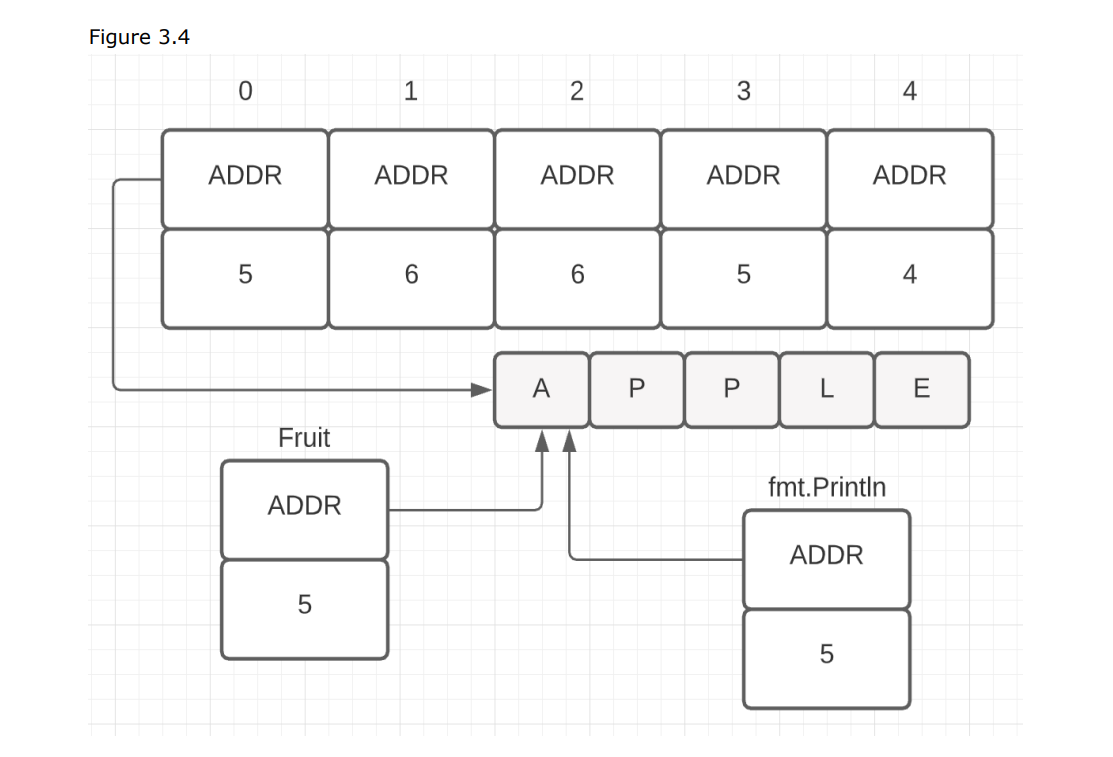 Figure 3.4
0 1 2 3 4
ADDR ADDR ADDR ADDR ADDR
5 6 6 5 4
A P P L E
Fruit
ADDR
5
fmt.Println
ADDR
5